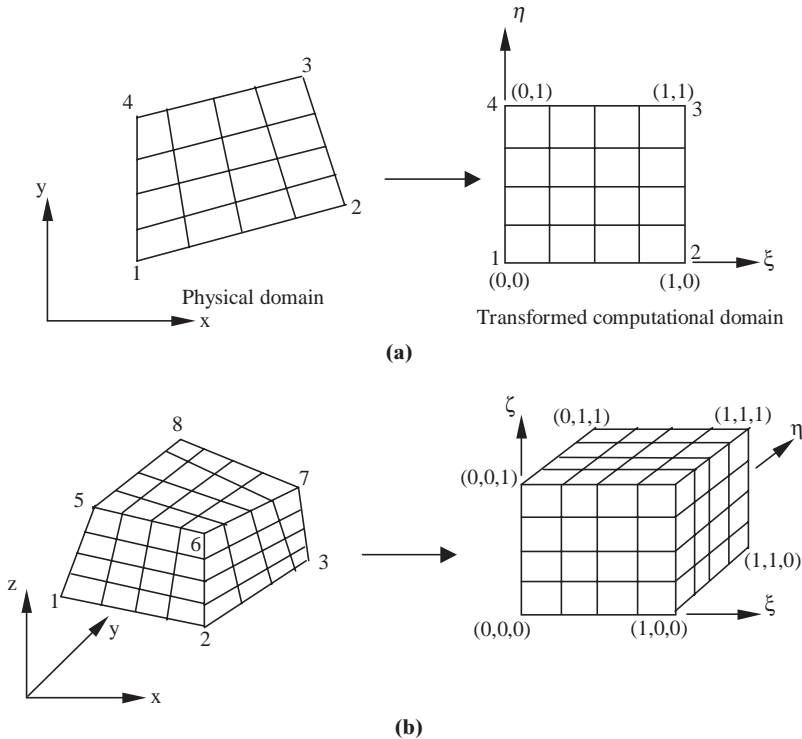 η
3
4
4
(0,1)
(1,1)
3
y
2
1
Physical domain
x
1
2
ξ
(0,0)
(1,0)
Transformed computational domain
(a)
8
7
5
6
3
1
2
z
y
x
ζ
(0,1,1)
(1,1,1)
η
(0,0,1)
(1,1,0)
ξ
(0,0,0)
(1,0,0)
(b)